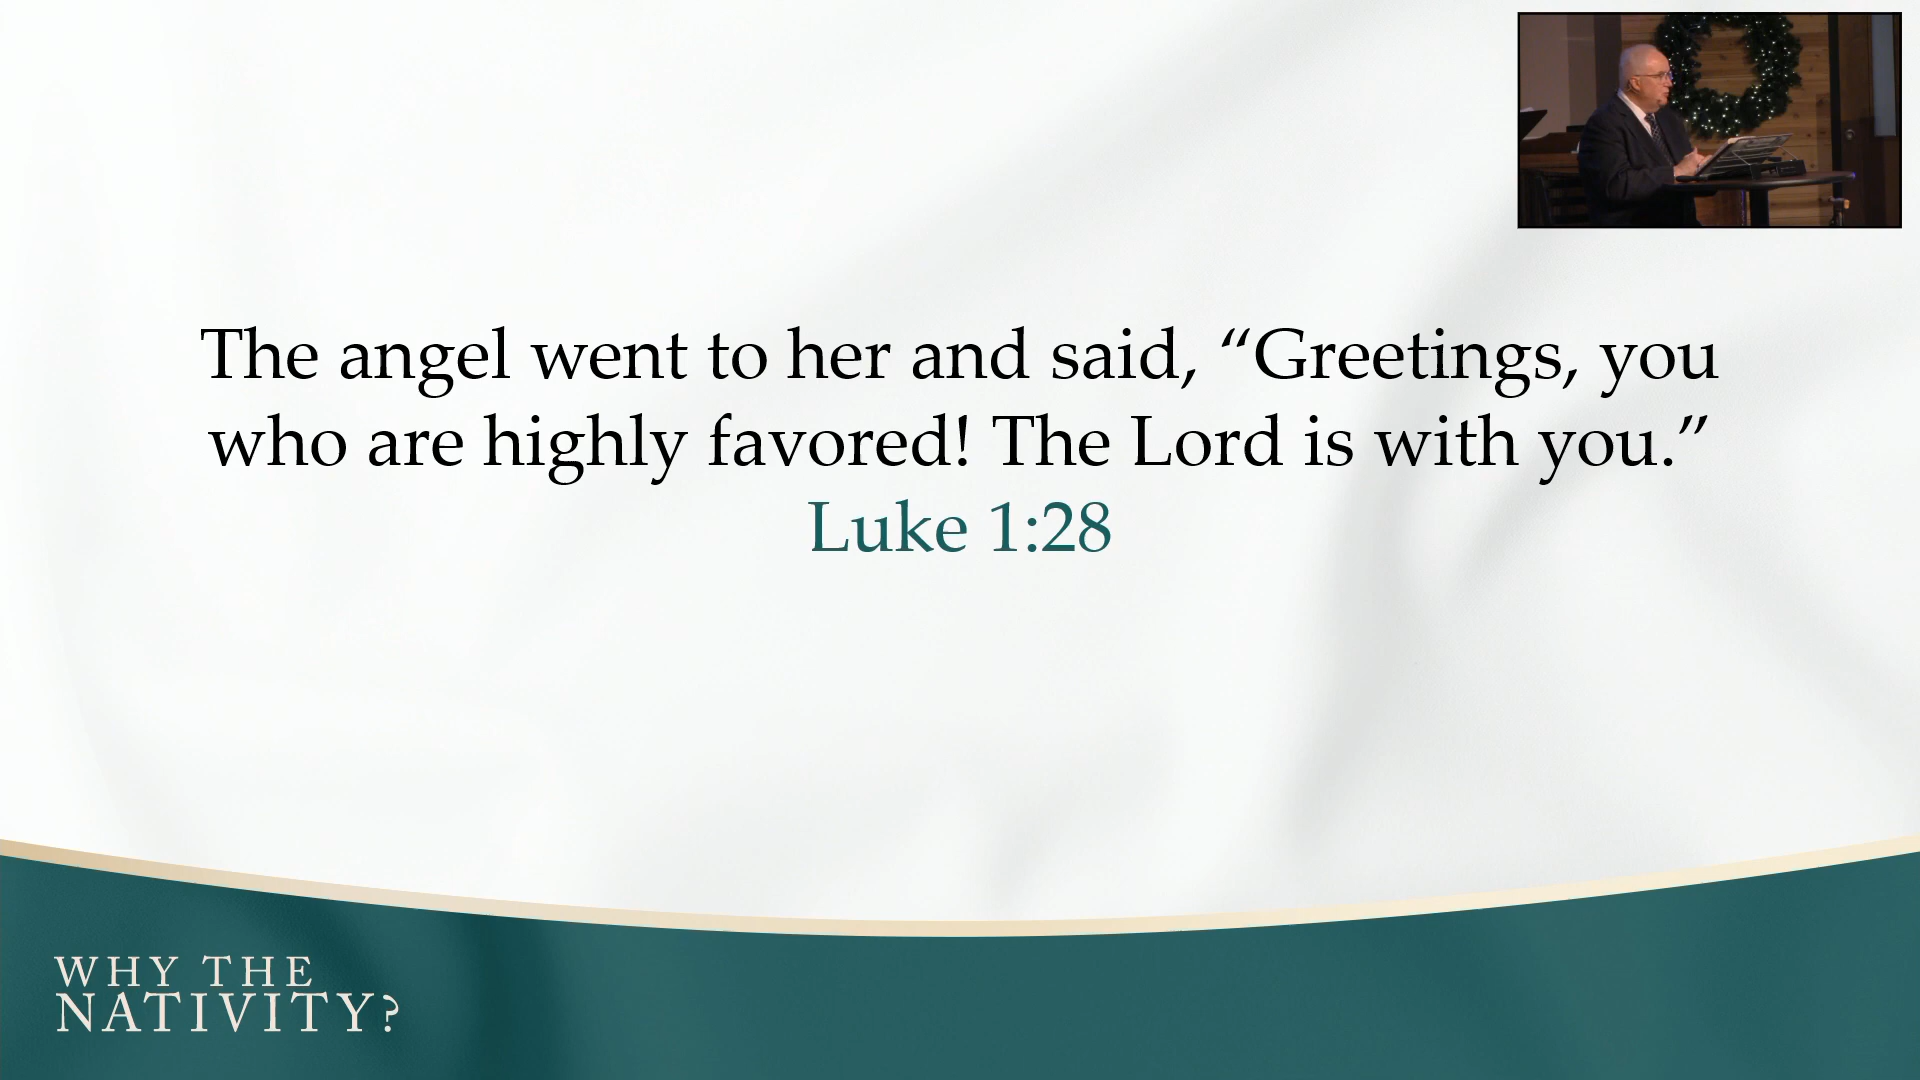 The angel went to her and said, “Greetings, you
who are highly favored! The Lord is with you.”
Luke 1:28
WHY THE
NATIVITY?